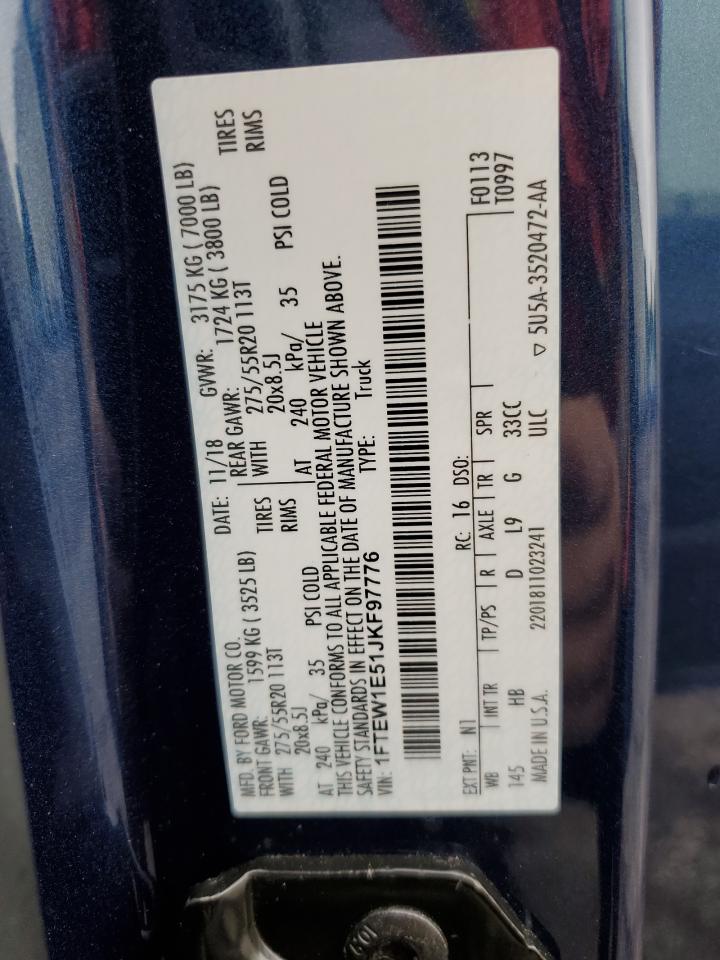 MFD. BY FORD MOTOR CO. DATE: 11/18 GVWR: 3175 KG ( 7000 LB)
FRONT GAWR: 1599 KG ( 3525 LB) REAR GAWR: 1724 KG ( 3800 LB)
WITH 275/55R20 113T TIRES WITH 275/55R20 113T TIRES
20x8.5J RIMS 20x8.5J RIMS
AT 240 kPa/ 35 PSI COLD AT 240 kPa/ 35 PSI COLD
THIS VEHICLE CONFORMS TO ALL APPLICABLE FEDERAL MOTOR VEHICLE
SAFETY STANDARDS IN EFFECT ON THE DATE OF MANUFACTURE SHOWN ABOVE.
VIN: 1FTEW1E51JKF97776 TYPE: Truck
EXT PNT: N1 RC: 16 DSO: F0113
WB INT TR TP/PS R AXLE TR SPR T0997
145 HB D L9 G 33CC
ULC
MADE IN U.S.A. 2201811023241 ▽ 5U5A-3520472-AA